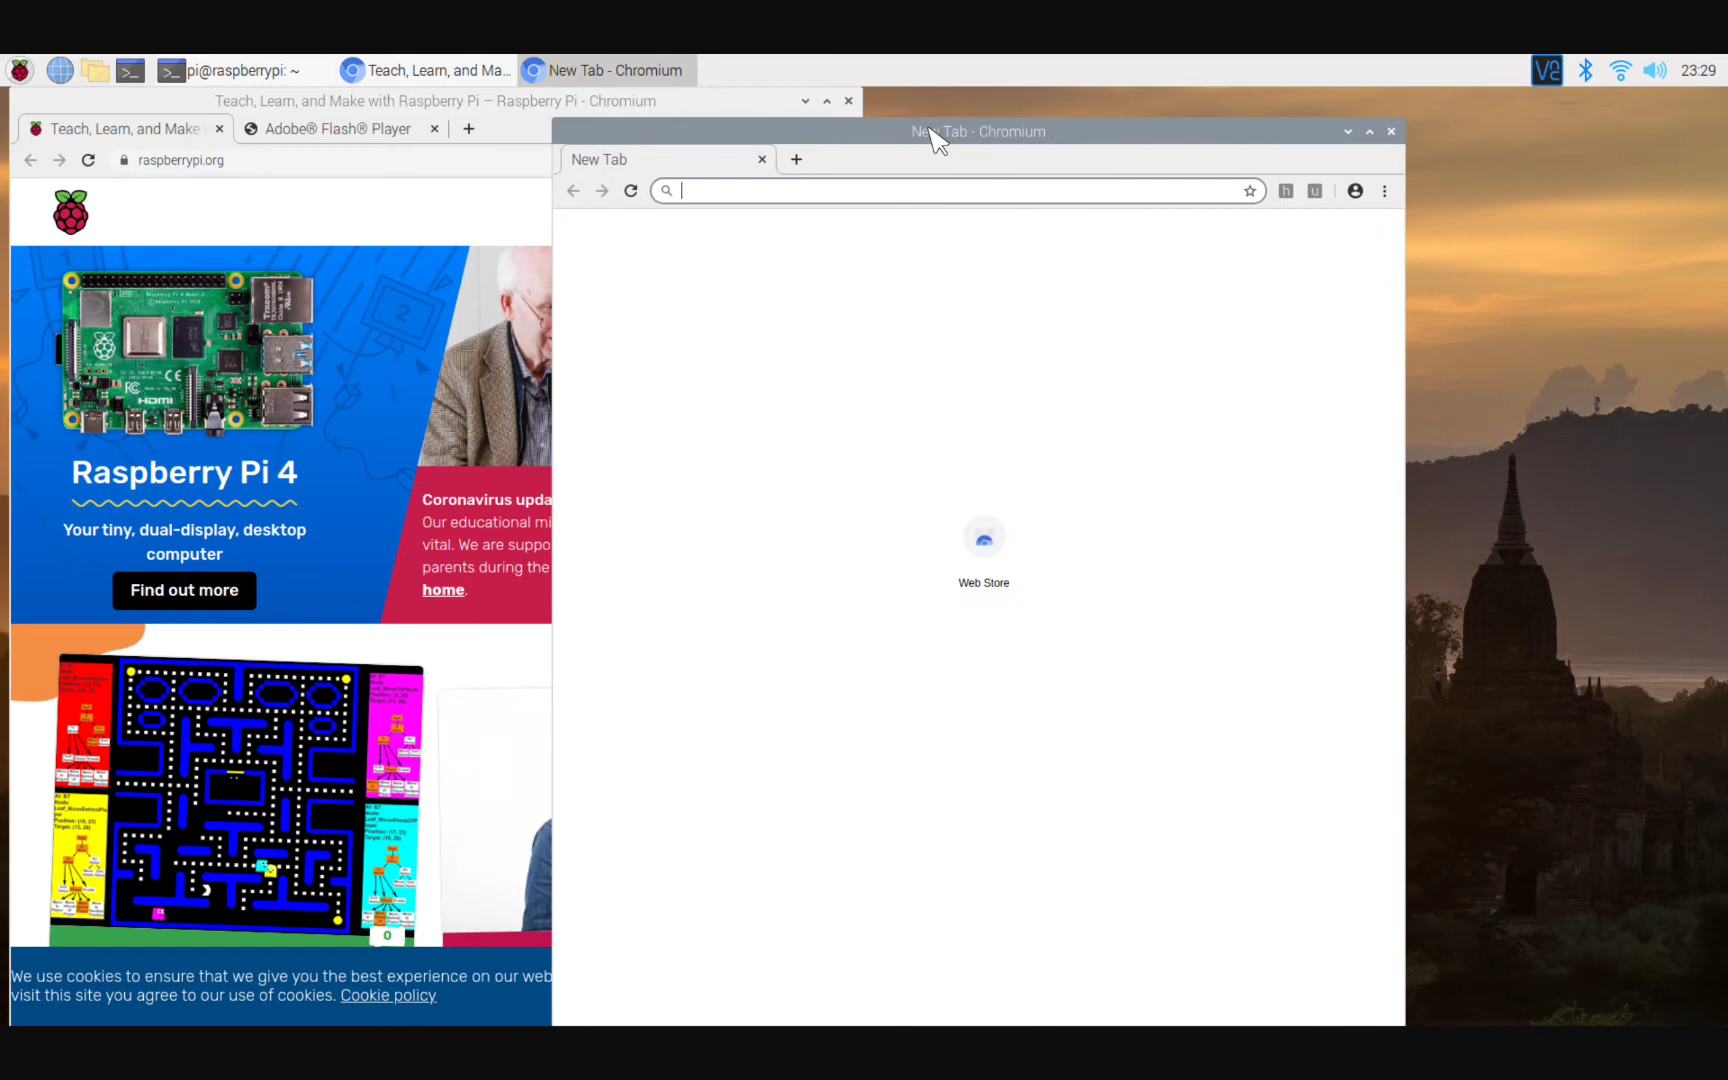 pi@raspberrypi: ~
Teach, Learn, and Ma...
New Tab - Chromium
23:29
Teach, Learn, and Make with Raspberry Pi – Raspberry Pi - Chromium
Teach, Learn, and Make
Adobe® Flash® Player
raspberrypi.org
New Tab - Chromium
New Tab
Web Store
HDMI
Raspberry Pi 4
Your tiny, dual-display, desktop
computer
Find out more
Coronavirus upda
Our educational mi
vital. We are suppo
parents during the
home.
0
We use cookies to ensure that we give you the best experience on our web
visit this site you agree to our use of cookies. Cookie policy